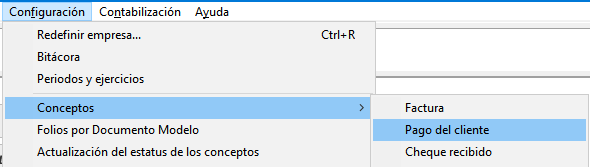 Configuración Contabilización Ayuda
Redefinir empresa... Ctrl+R
Bitácora
Periodos y ejercicios
Conceptos Factura
Folios por Documento Modelo Pago del cliente
Actualización del estatus de los conceptos Cheque recibido